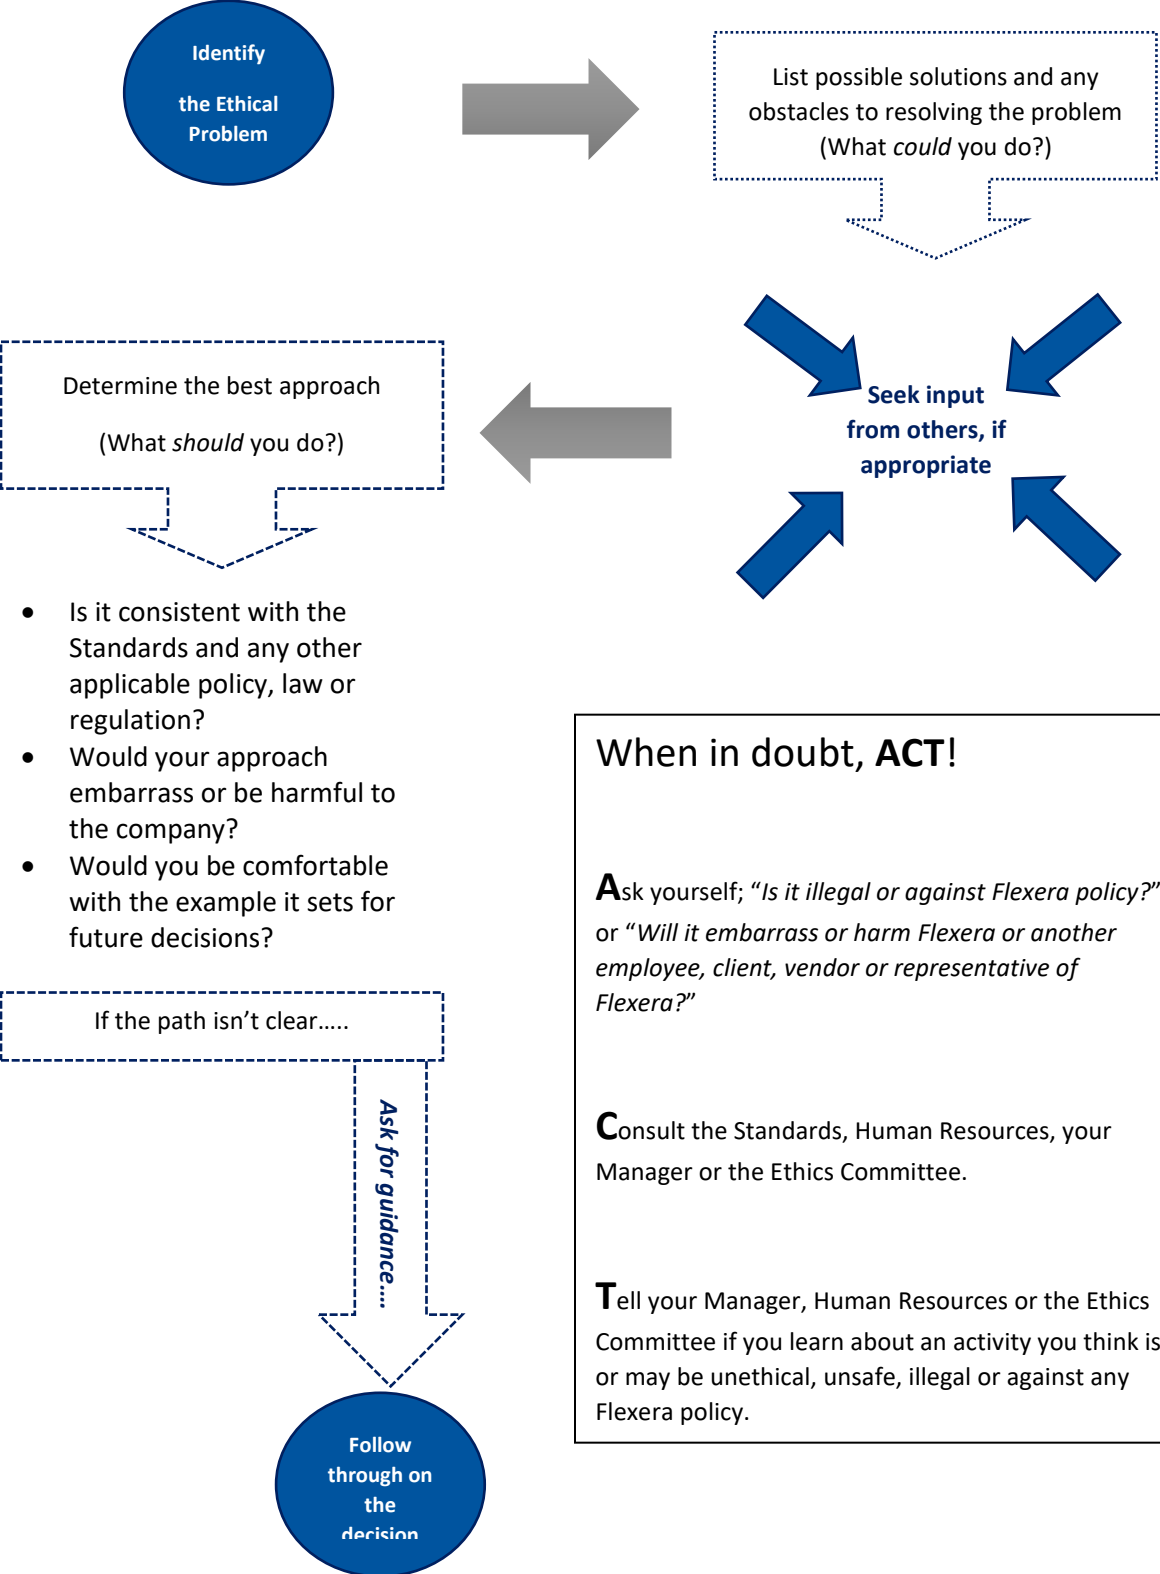 Identify
the Ethical
Problem
List possible solutions and any
obstacles to resolving the problem
(What could you do?)
Seek input
from others, if
appropriate
Determine the best approach
(What should you do?)
• Is it consistent with the
Standards and any other
applicable policy, law or
regulation?
• Would your approach
embarrass or be harmful to
the company?
• Would you be comfortable
with the example it sets for
future decisions?
If the path isn’t clear…..
Ask for guidance….
Follow
through on
the
decision
When in doubt, ACT!
Ask yourself; “Is it illegal or against Flexera policy?”
or “Will it embarrass or harm Flexera or another
employee, client, vendor or representative of
Flexera?”
Consult the Standards, Human Resources, your
Manager or the Ethics Committee.
Tell your Manager, Human Resources or the Ethics
Committee if you learn about an activity you think is
or may be unethical, unsafe, illegal or against any
Flexera policy.